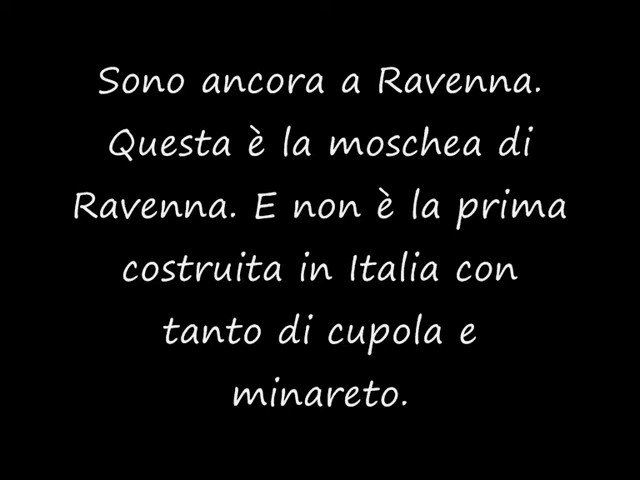 Sono ancora a Ravenna.
Questa è la moschea di
Ravenna. E non è la prima
costruita in Italia con
tanto di cupola e
minareto.